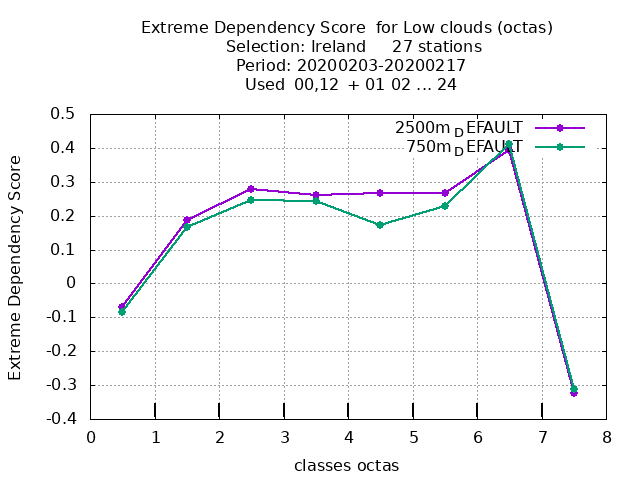 Extreme Dependency Score  for Low clouds (octas)
Selection: Ireland     27 stations
Period: 20200203-20200217
Used  00,12  + 01 02 ... 24
0.5
0.4
0.3
0.2
0.1
0
-0.1
-0.2
-0.3
-0.4
Extreme Dependency Score
2500m_DEFAULT
750m_DEFAULT
0 1 2 3 4 5 6 7 8
classes octas